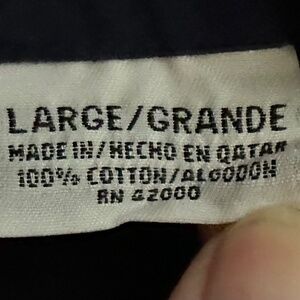 LARGE/GRANDE
MADE IN/HECHO EN QATAR
100% COTTON/ALGODON
RN 42000